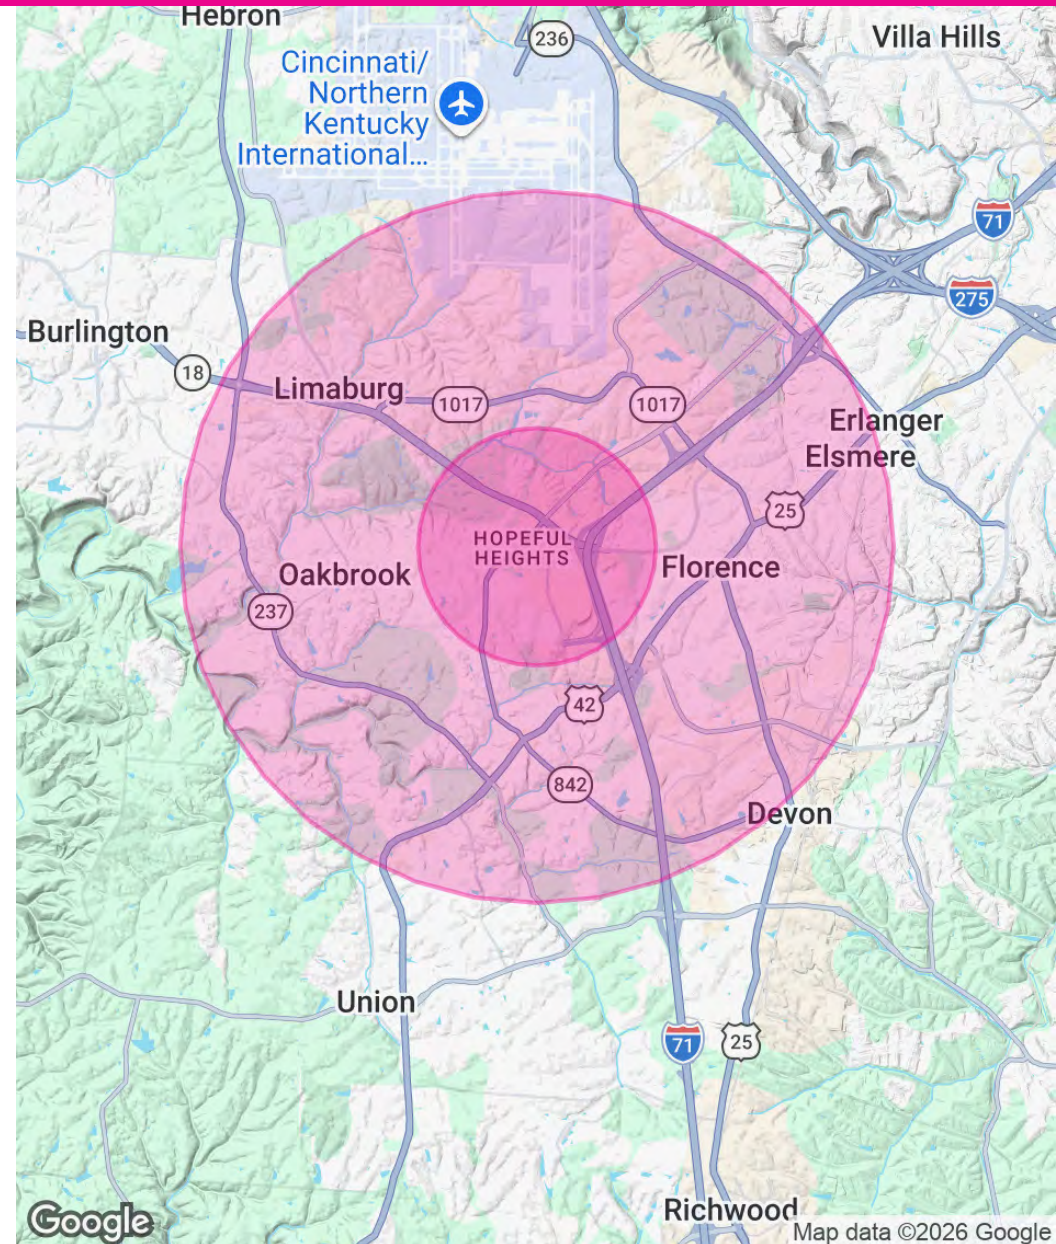 Hebron
236
Villa Hills
Cincinnati/
Northern
Kentucky
International...
71
275
Burlington
18
Limaburg
1017
1017
Erlanger
Elsmere
25
HOPEFUL
HEIGHTS
Oakbrook
Florence
237
42
842
Devon
Union
71
25
Richwood
Google
Map data ©2026 Google